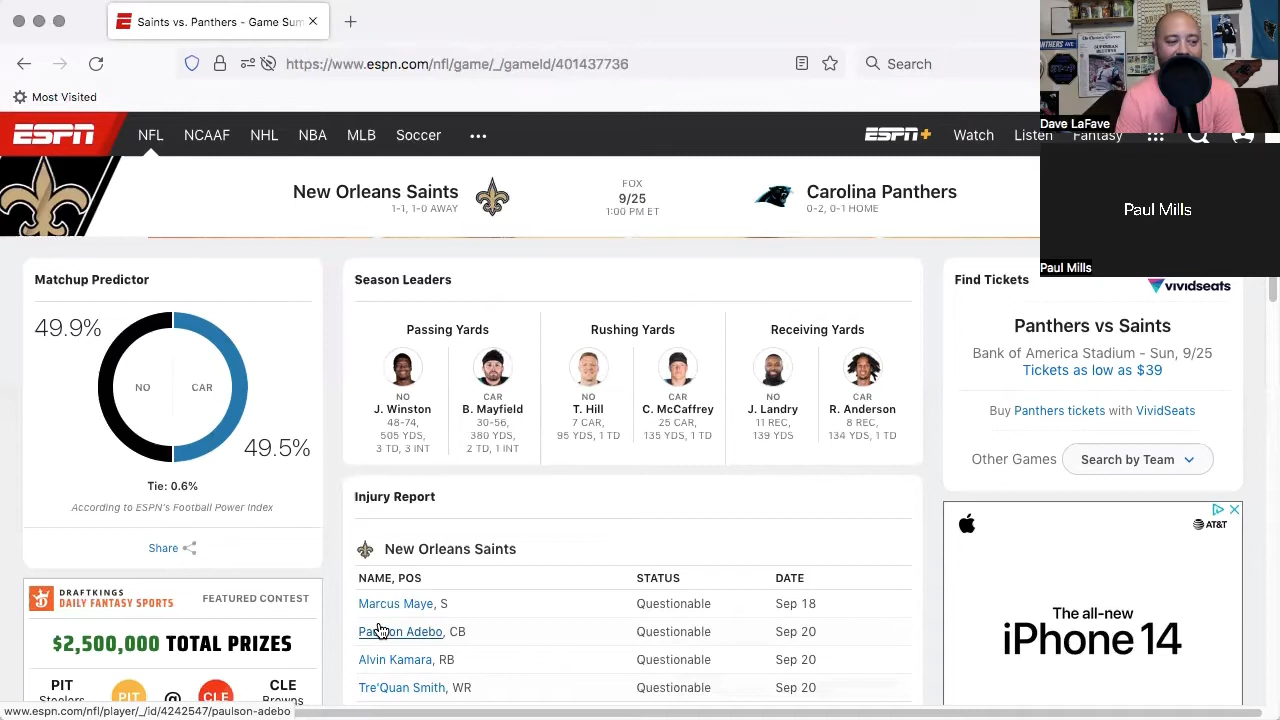 Saints vs. Panthers - Game Sum
https://www.espn.com/nfl/game/_/gameId/401437736
Search
Most Visited
Dave LaFave
ESPN
NFL
NCAAF
NHL
NBA
MLB
Soccer
•••
ESPN+
Watch
Listen
Fantasy
New Orleans Saints
1-1, 1-0 AWAY
FOX
9/25
1:00 PM ET
Carolina Panthers
0-2, 0-1 HOME
Paul Mills
Paul Mills
Matchup Predictor
49.9%
NO
CAR
49.5%
Tie: 0.6%
According to ESPN's Football Power Index
Share
DRAFTKINGS
DAILY FANTASY SPORTS
FEATURED CONTEST
$2,500,000 TOTAL PRIZES
PIT
Steelers
PIT
@
CLE
CLE
Browns
Season Leaders
Passing Yards
NO
J. Winston
48-74,
505 YDS,
3 TD, 3 INT
CAR
B. Mayfield
30-56,
380 YDS,
2 TD, 1 INT
Rushing Yards
NO
T. Hill
7 CAR,
95 YDS, 1 TD
CAR
C. McCaffrey
25 CAR,
135 YDS, 1 TD
Receiving Yards
NO
J. Landry
11 REC,
139 YDS
CAR
R. Anderson
8 REC,
134 YDS, 1 TD
Injury Report
New Orleans Saints
NAME, POS STATUS DATE
Marcus Maye, S Questionable Sep 18
Paulson Adebo, CB Questionable Sep 20
Alvin Kamara, RB Questionable Sep 20
Tre'Quan Smith, WR Questionable Sep 20
Find Tickets
vividseats
Panthers vs Saints
Bank of America Stadium - Sun, 9/25
Tickets as low as $39
Buy Panthers tickets with VividSeats
Other Games
Search by Team
AT&T
The all-new
iPhone 14
www.espn.com/nfl/player/_/id/4242547/paulson-adebo